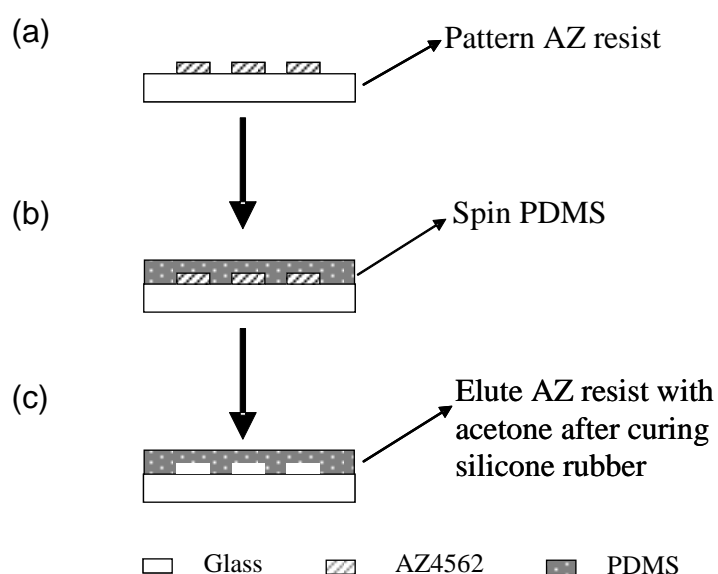 (a)
Pattern AZ resist
(b)
Spin PDMS
(c)
Elute AZ resist with
acetone after curing
silicone rubber
Glass
AZ4562
PDMS